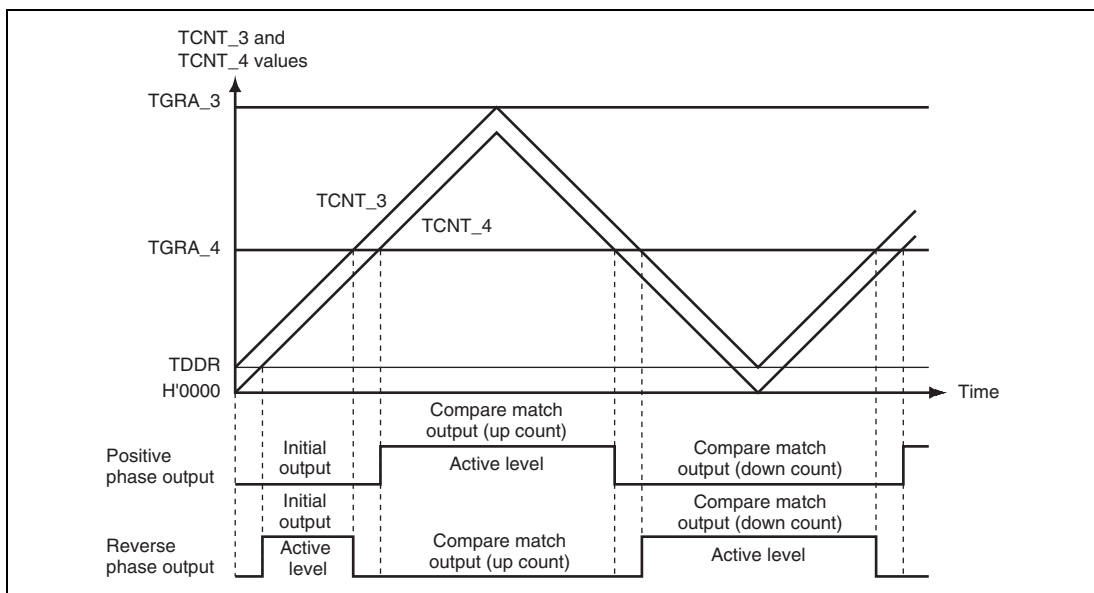 TCNT_3 and
TCNT_4 values
TGRA_3
TCNT_3
TCNT_4
TGRA_4
TDDR
H'0000
Time
Positive
phase output
Initial
output
Compare match
output (up count)
Active level
Compare match
output (down count)
Reverse
phase output
Initial
output
Active
level
Compare match
output (up count)
Compare match
output (down count)
Active level